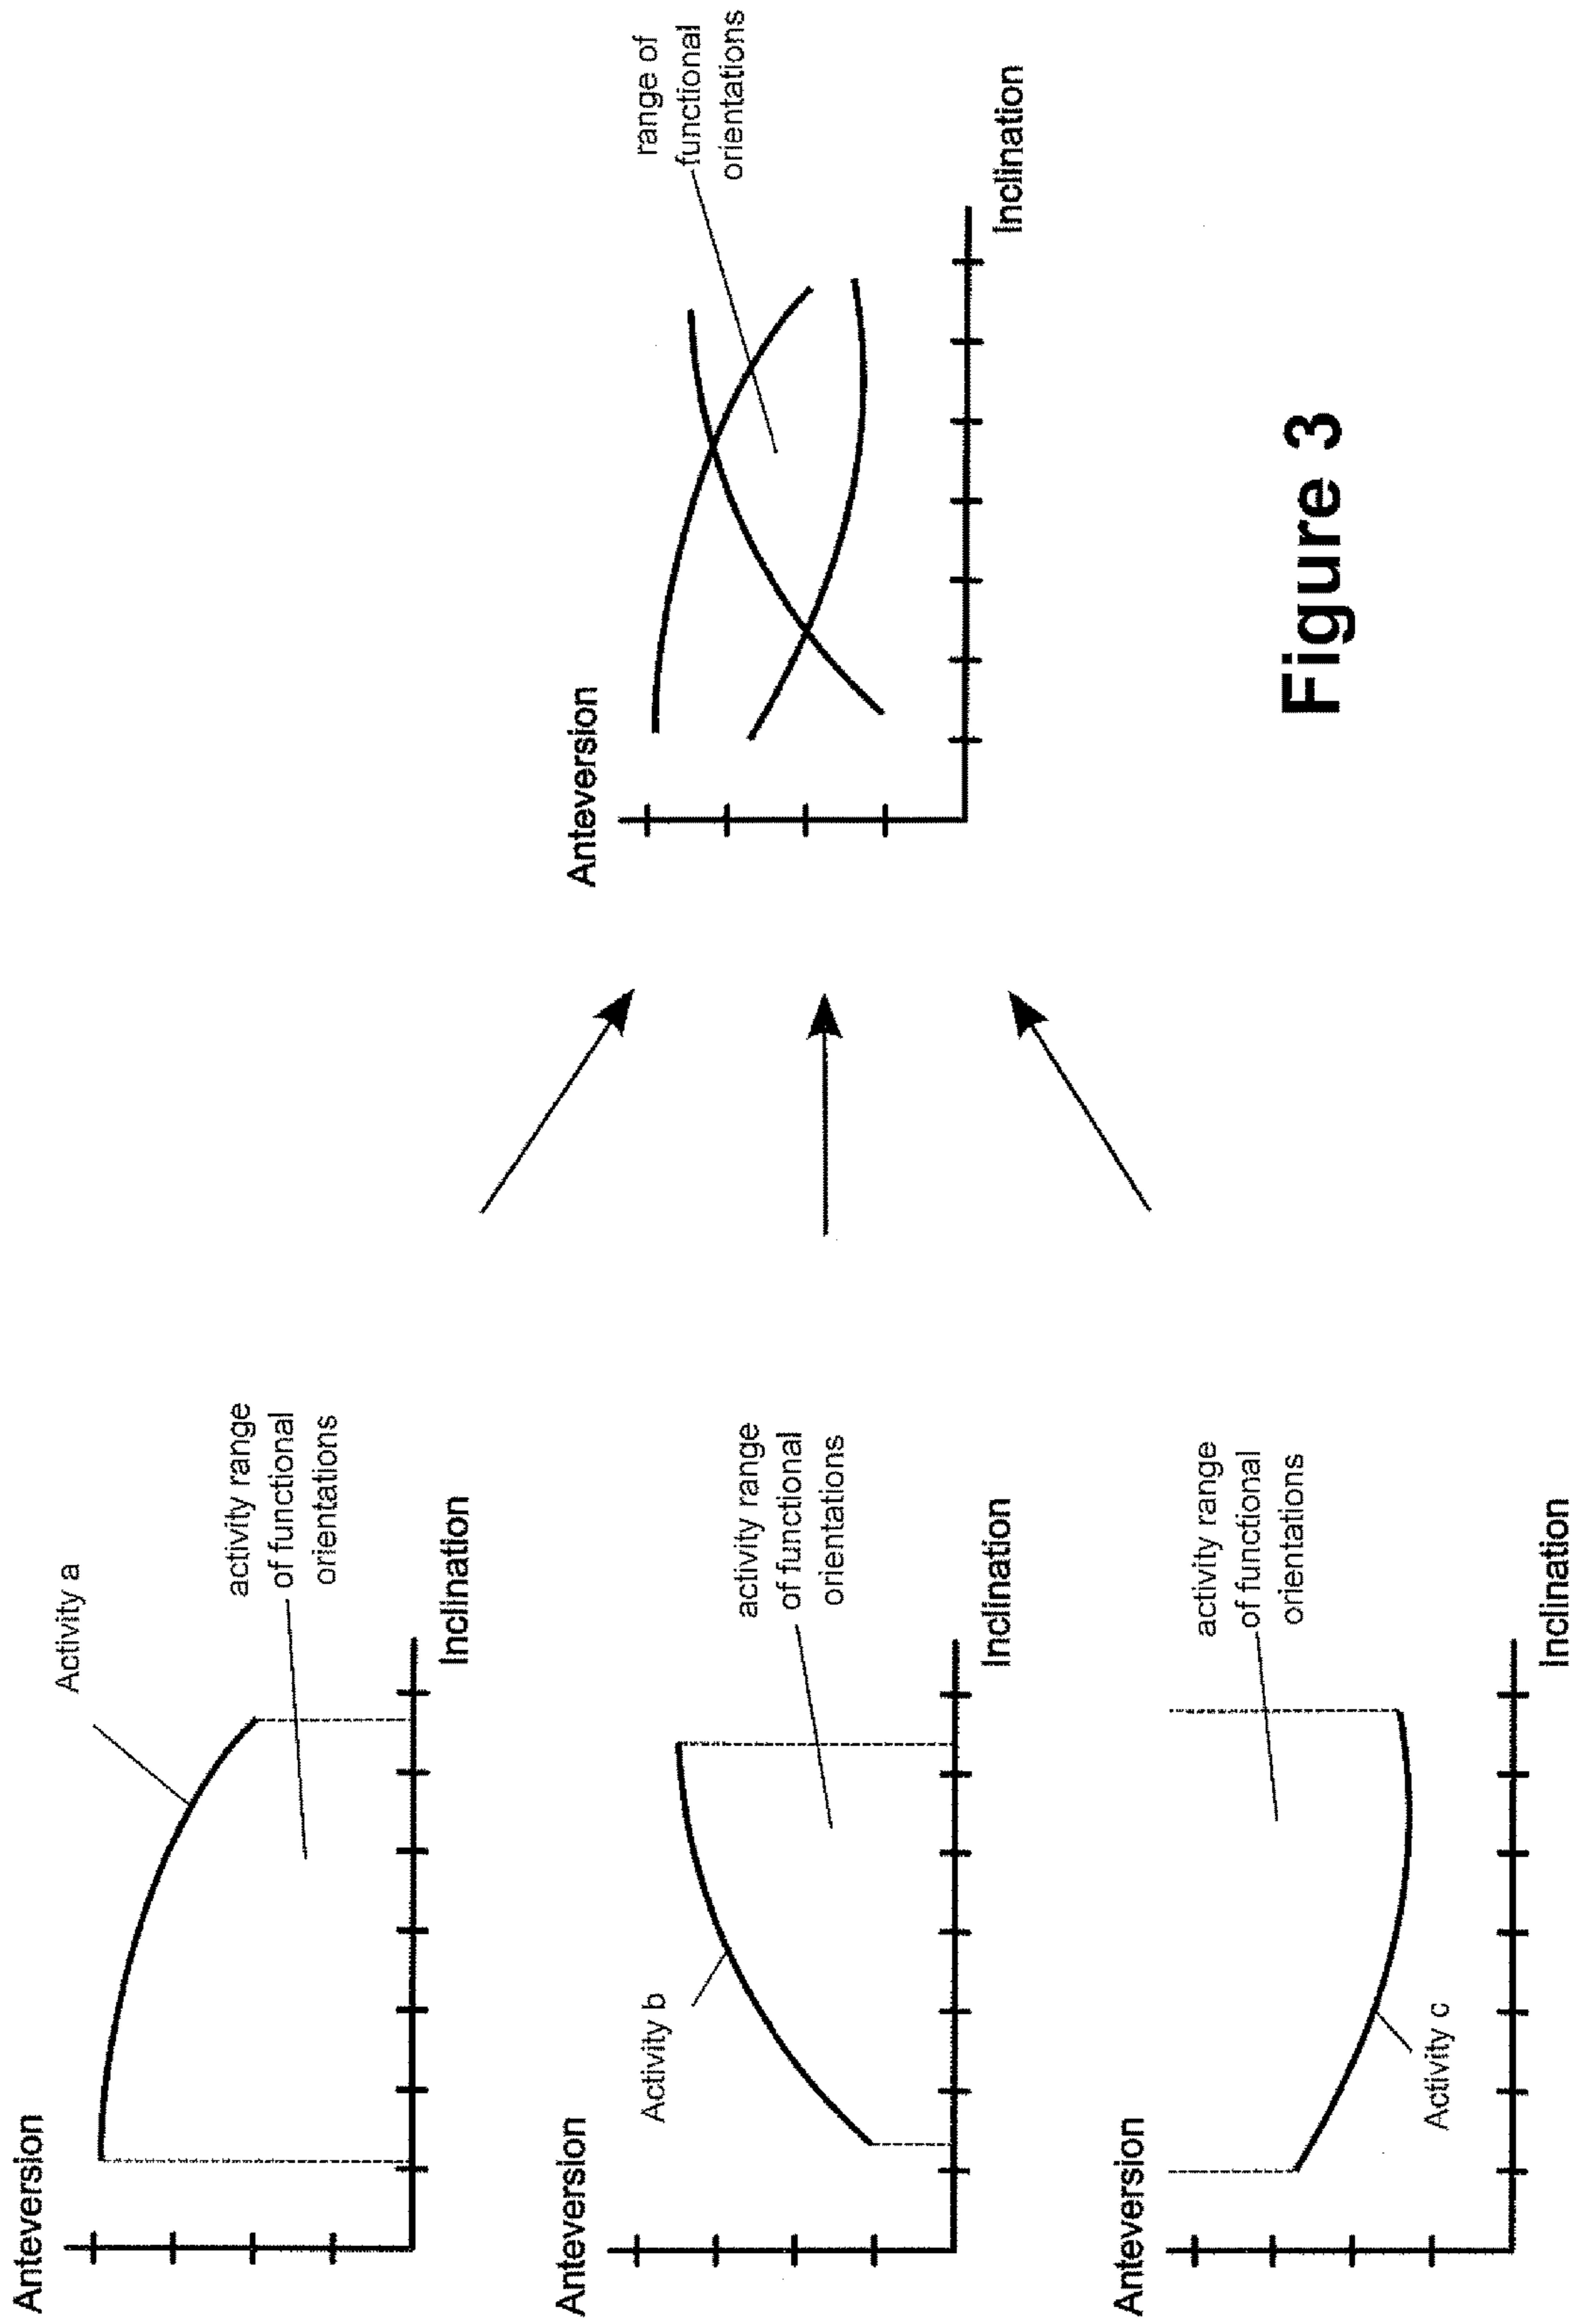 Anteversion
Activity a
activity range
of functional
orientations
Inclination
Anteversion
Activity b
activity range
of functional
orientations
Inclination
Anteversion
activity range
of functional
orientations
Activity c
Inclination
Anteversion
range of
functional
orientations
Inclination
Figure 3